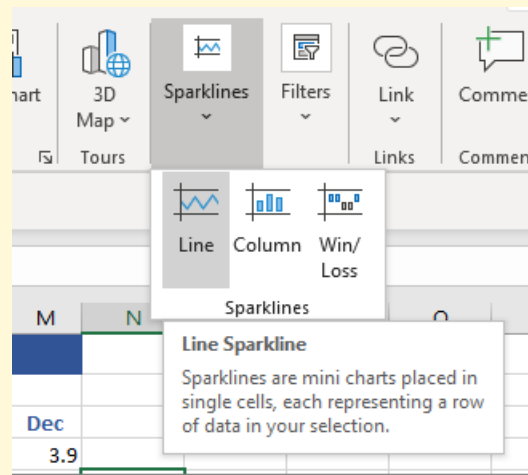 hart
3D
Map
Sparklines
Filters
Link
Comme
Tours
Links
Commen
Line
Column
Win/
Loss
Sparklines
M
N
Line Sparkline
Sparklines are mini charts placed in
single cells, each representing a row
of data in your selection.
Dec
3.9